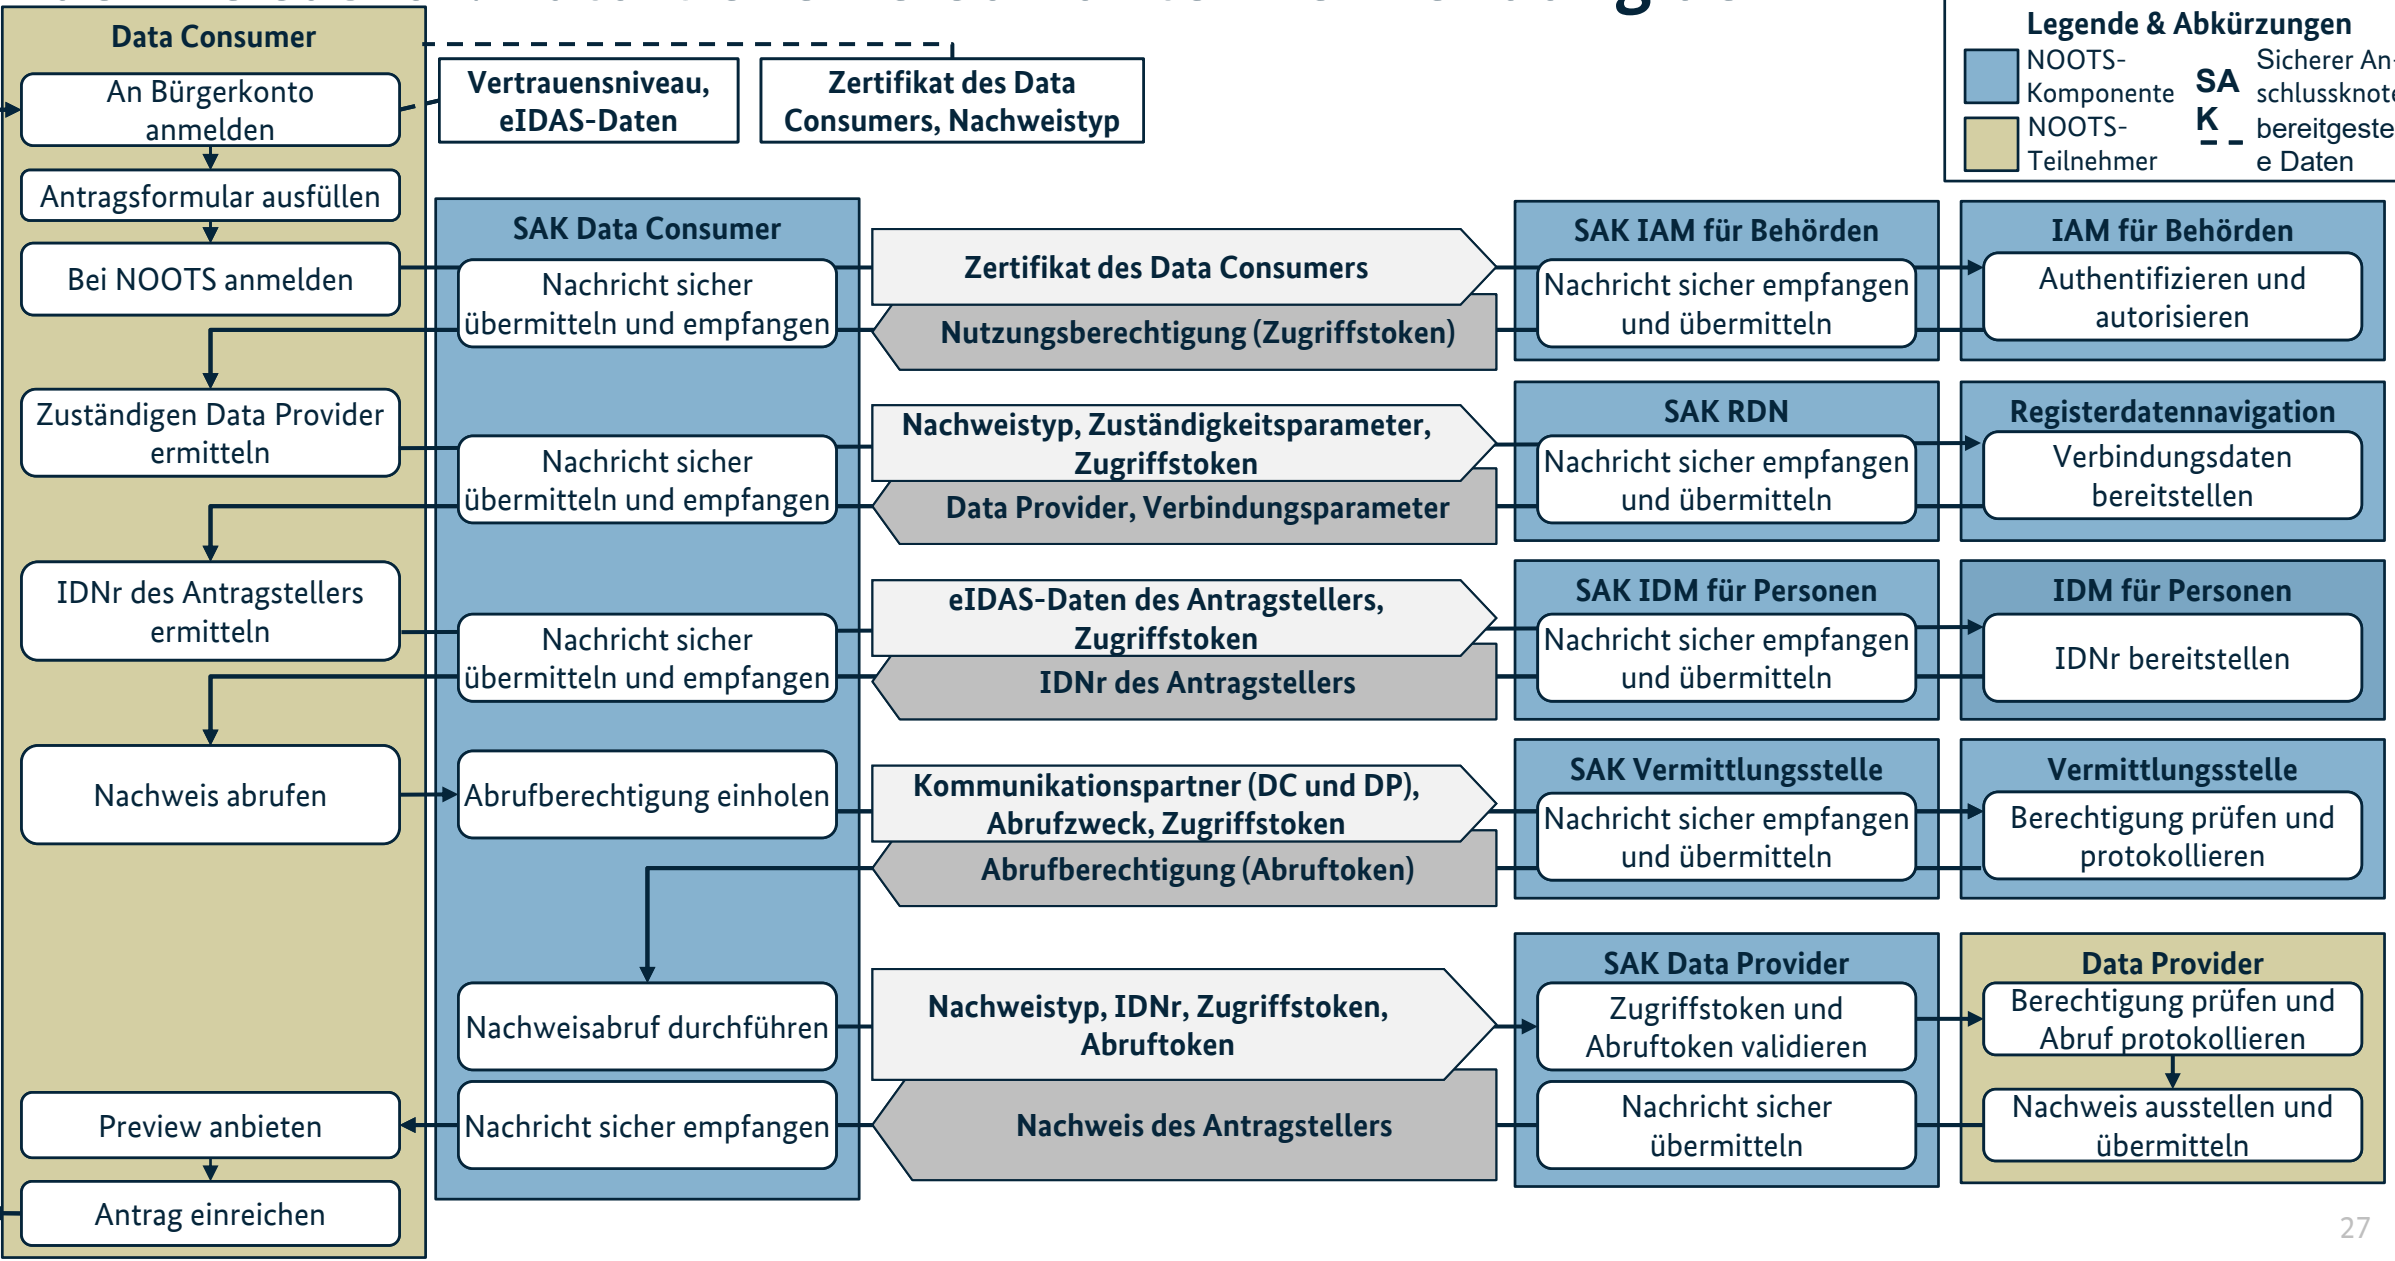 Data Consumer
An Bürgerkonto
anmelden
Antragsformular ausfüllen
Bei NOOTS anmelden
Zuständigen Data Provider
ermitteln
IDNr des Antragstellers
ermitteln
Nachweis abrufen
Preview anbieten
Antrag einreichen
Vertrauensniveau,
eIDAS-Daten
Zertifikat des Data
Consumers, Nachweistyp
Legende & Abkürzungen
NOOTS-
Komponente
NOOTS-
Teilnehmer
SA
K
Sicherer An-
schlussknote
bereitgeste
e Daten
SAK Data Consumer
Nachricht sicher
übermitteln und empfangen
Nachricht sicher
übermitteln und empfangen
Nachricht sicher
übermitteln und empfangen
Abrufberechtigung einholen
Nachweisabruf durchführen
Nachricht sicher empfangen
Zertifikat des Data Consumers
Nutzungsberechtigung (Zugriffstoken)
Nachweistyp, Zuständigkeitsparameter,
Zugriffstoken
Data Provider, Verbindungsparameter
eIDAS-Daten des Antragstellers,
Zugriffstoken
IDNr des Antragstellers
Kommunikationspartner (DC und DP),
Abrufzweck, Zugriffstoken
Abrufberechtigung (Abruftoken)
Nachweistyp, IDNr, Zugriffstoken,
Abruftoken
Nachweis des Antragstellers
SAK IAM für Behörden
Nachricht sicher empfangen
und übermitteln
IAM für Behörden
Authentifizieren und
autorisieren
SAK RDN
Nachricht sicher empfangen
und übermitteln
Registerdatennavigation
Verbindungsdaten
bereitstellen
SAK IDM für Personen
Nachricht sicher empfangen
und übermitteln
IDM für Personen
IDNr bereitstellen
SAK Vermittlungsstelle
Nachricht sicher empfangen
und übermitteln
Vermittlungsstelle
Berechtigung prüfen und
protokollieren
SAK Data Provider
Zugriffstoken und
Abruftoken validieren
Nachricht sicher
übermitteln
Data Provider
Berechtigung prüfen und
Abruf protokollieren
Nachweis ausstellen und
übermitteln
27